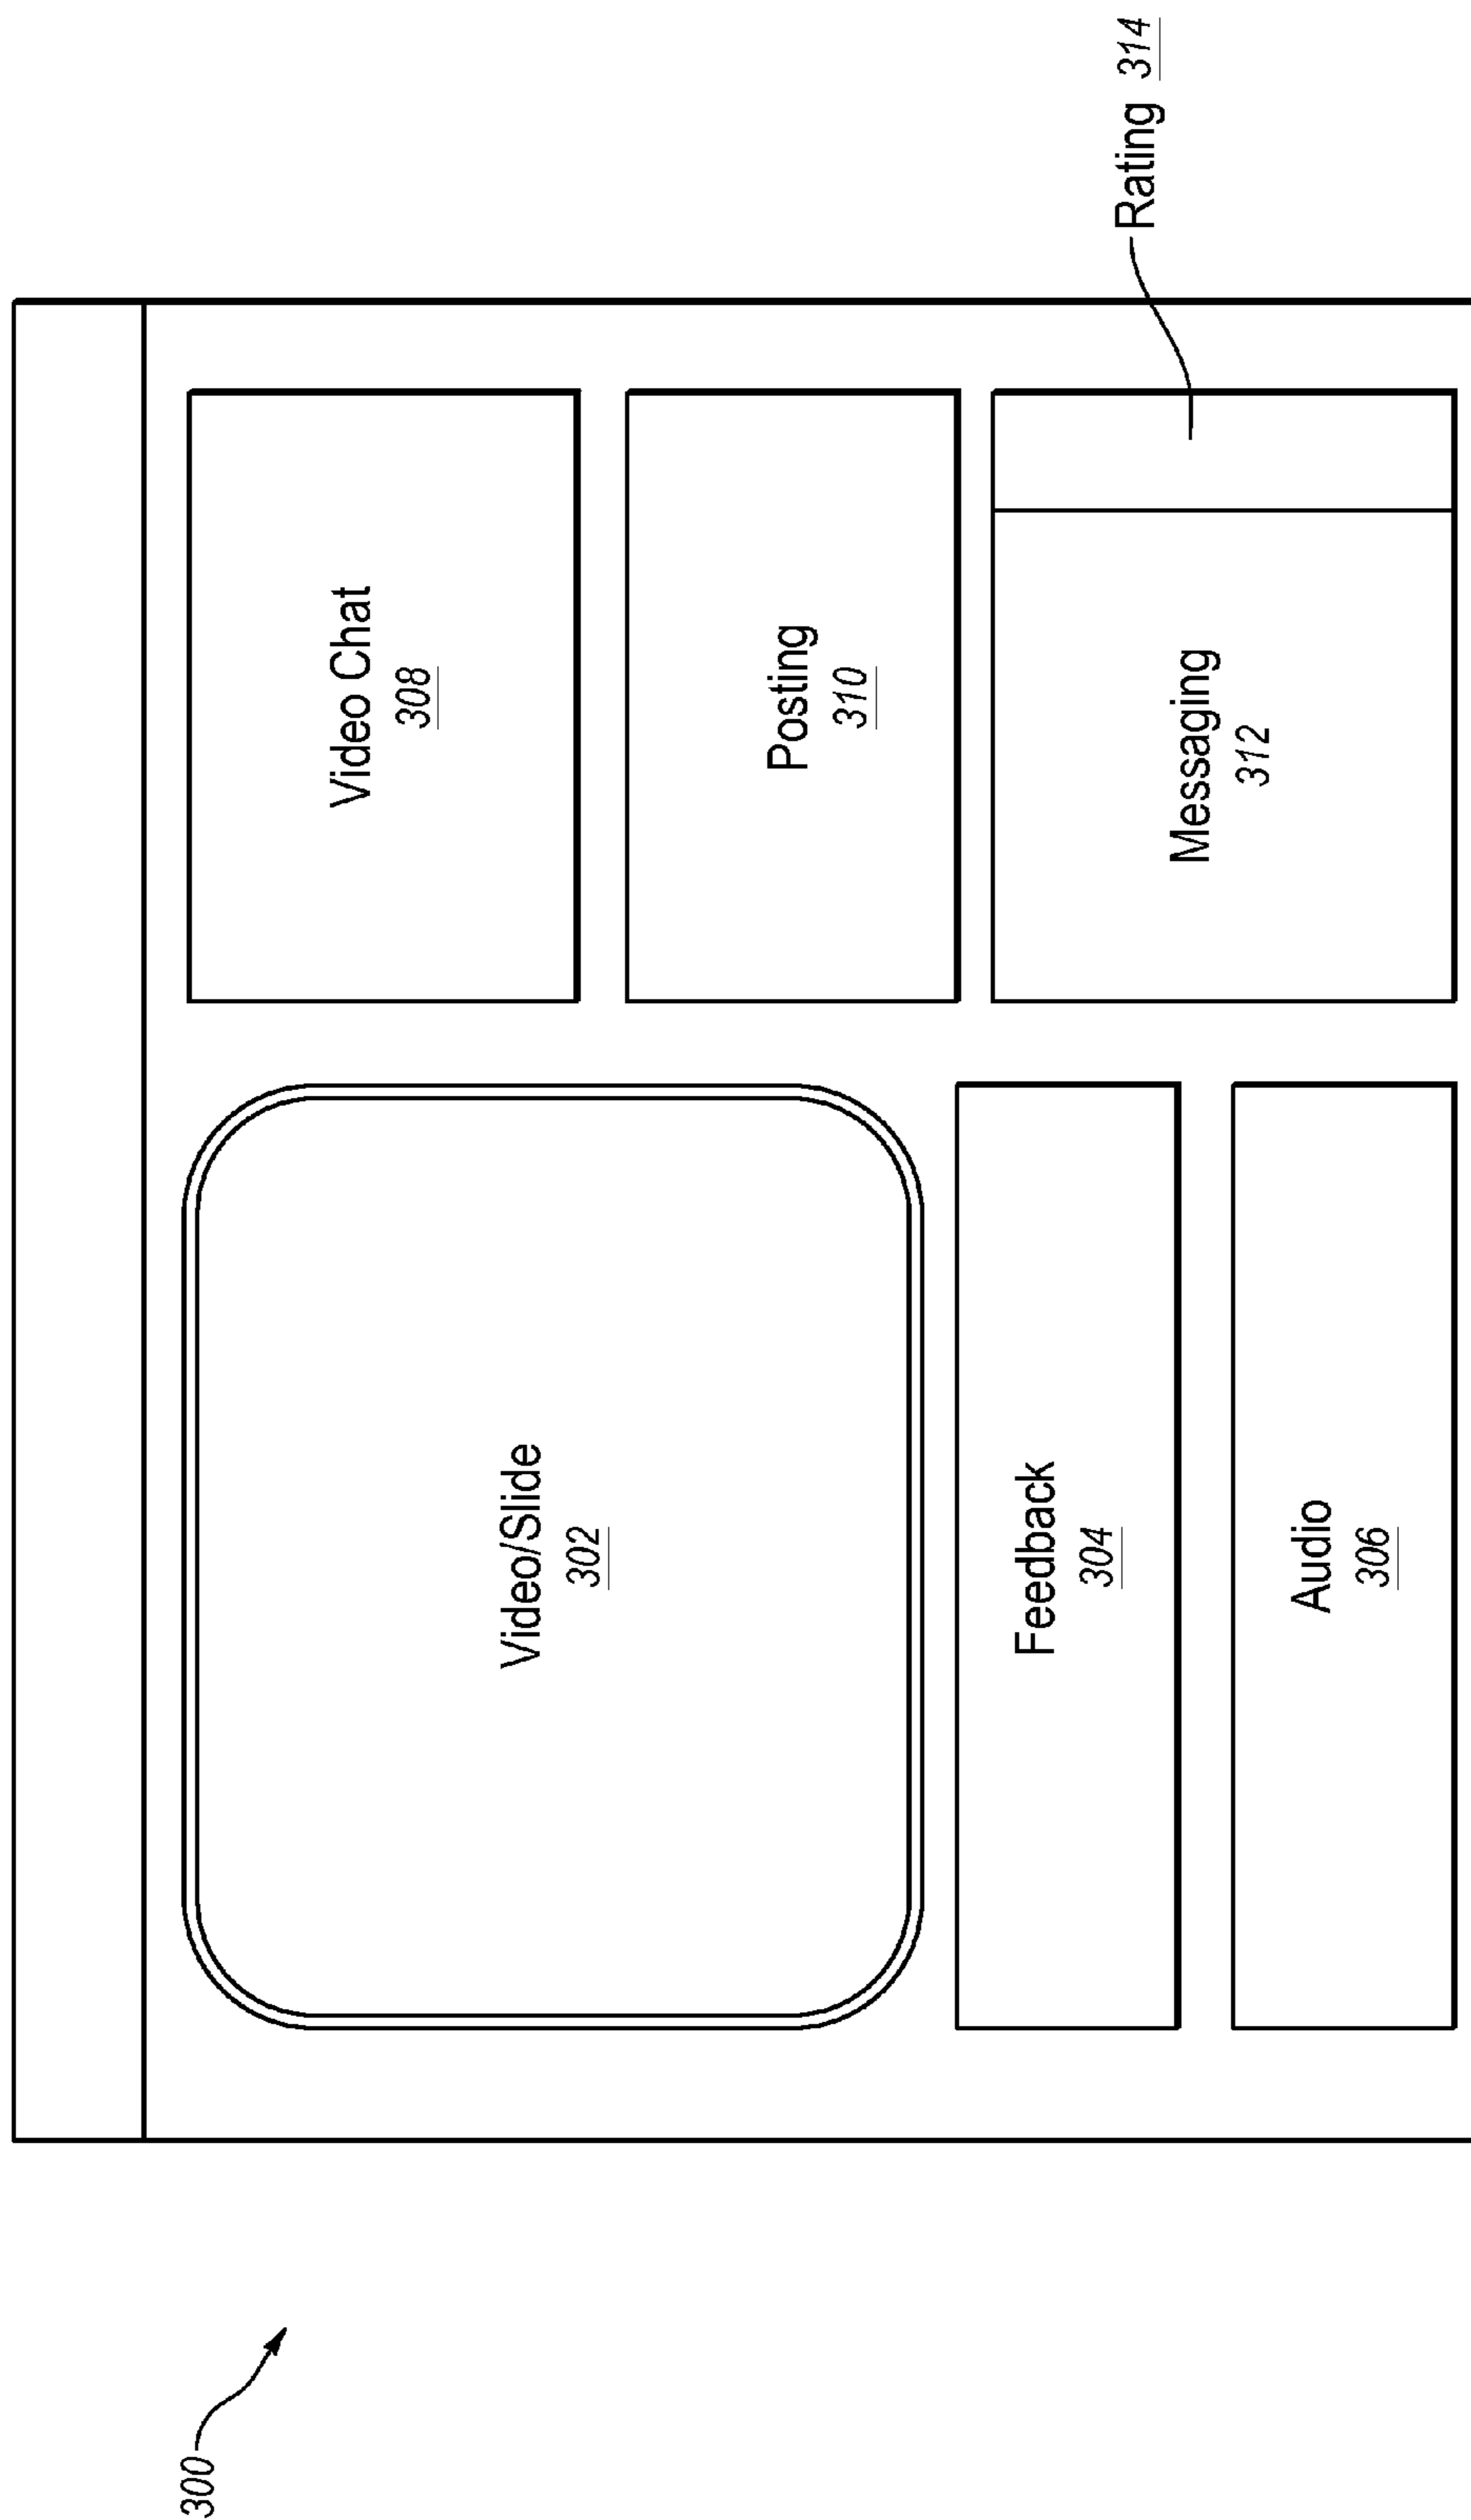 300
Video/Slide
302
Feedback
304
Audio
306
Video Chat
308
Posting
310
Messaging
312
Rating 314